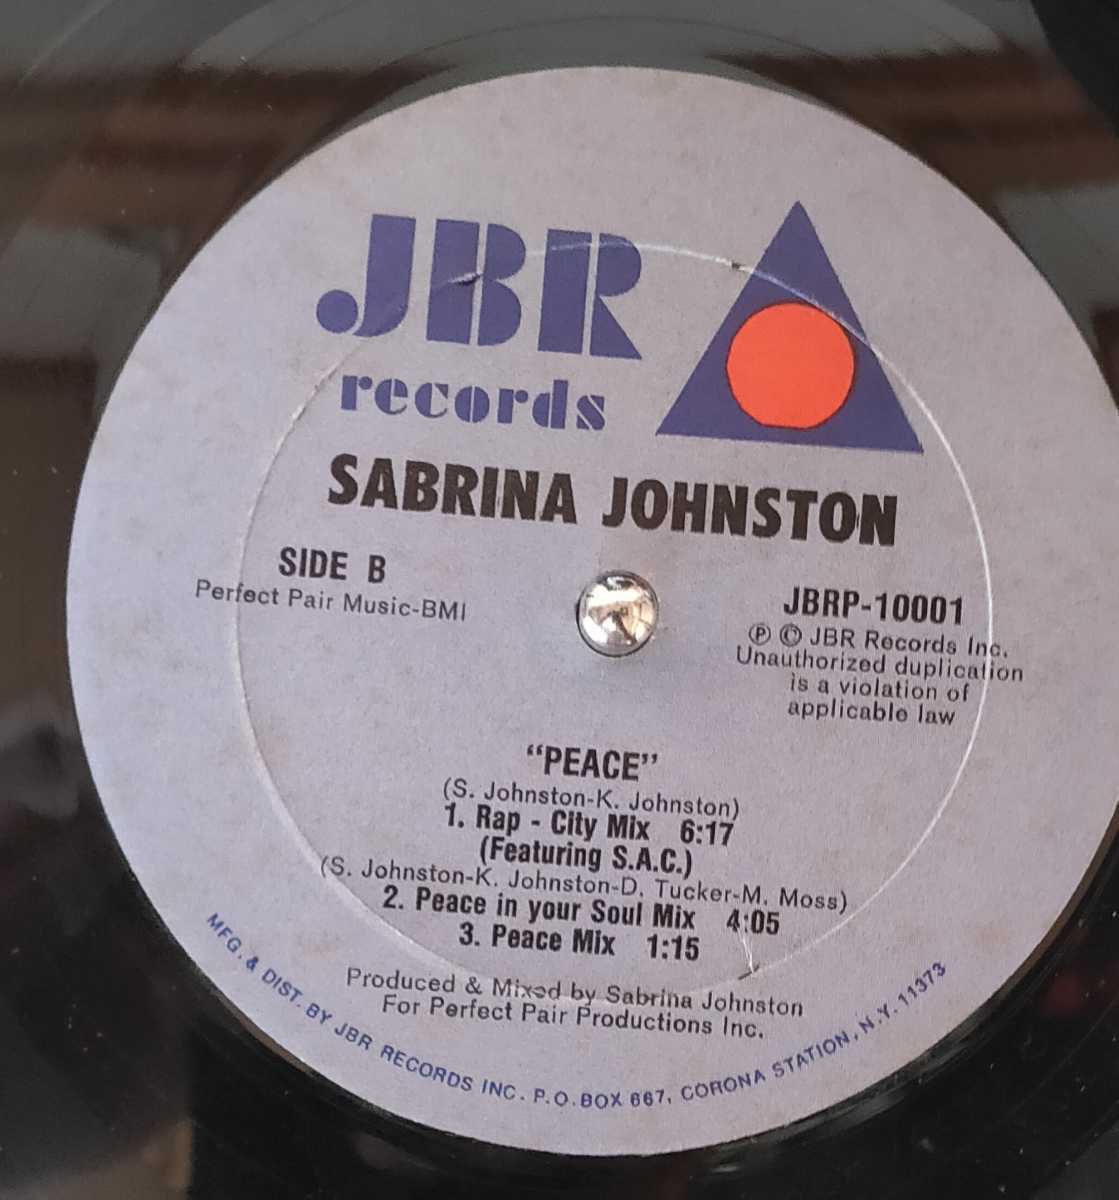 JBR
records
SABRINA JOHNSTON
SIDE B
Perfect Pair Music-BMI
JBRP-10001
℗ © JBR Records Inc.
Unauthorized duplication
is a violation of
applicable law
“PEACE”
(S. Johnston-K. Johnston)
1. Rap - City Mix 6:17
(Featuring S.A.C.)
(S. Johnston-K. Johnston-D. Tucker-M. Moss)
2. Peace in your Soul Mix 4:05
3. Peace Mix 1:15
Produced & Mixed by Sabrina Johnston
For Perfect Pair Productions Inc.
MFG. & DIST. BY JBR RECORDS INC. P.O.BOX 667, CORONA STATION, N.Y. 11373